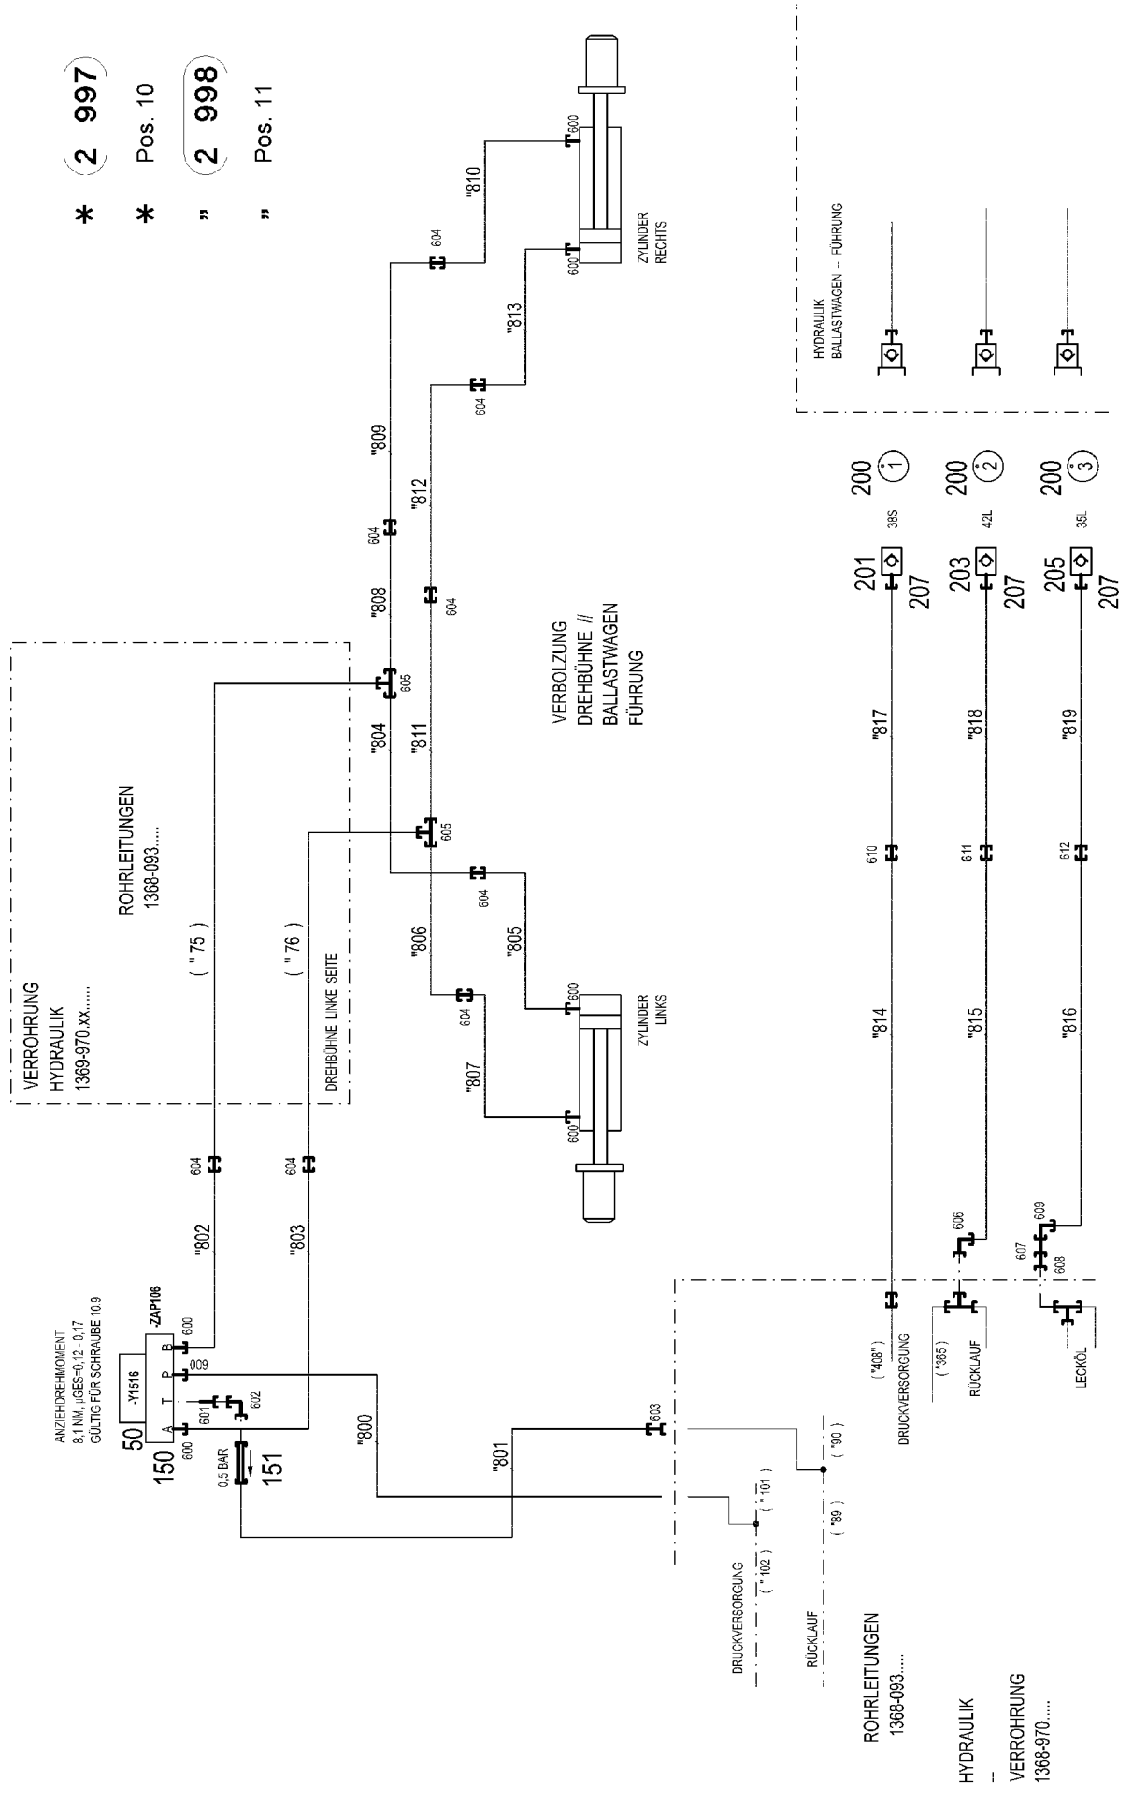 * (2 997)
* Pos. 10
" (2 998)
" Pos. 11
VERROHRUNG
HYDRAULIK
1369-970.XX......
ROHRLEITUNGEN
1368-093.....
DREHBÜHNE LINKE SEITE
( "75 )
( "76 )
ANZIEHDREHMOMENT
8,1 NM, µGES=0,12 - 0,17
GÜLTIG FÜR SCHRAUBE 10.9
50
150
-Y1516
-ZAP106
A T P B
600
600
600
601
602
0,5 BAR
151
"802
"803
604
604
"800
"801
603
605
605
"804
"808
604
"809
604
"810
600
"811
604
"812
604
"813
600
ZYLINDER
RECHTS
"806
604
"807
600
604
"805
600
ZYLINDER
LINKS
VERBOLZUNG
DREHBÜHNE //
BALLASTWAGEN
FÜHRUNG
HYDRAULIK
BALLASTWAGEN - FÜHRUNG
200
1
38S
201
207
"817
610
"814
("408")
DRUCKVERSORGUNG
200
2
42L
203
207
"818
611
"815
606
("365)
RÜCKLAUF
200
3
35L
205
207
"819
612
"816
609
607
608
LECKÖL
DRUCKVERSORGUNG
( "102 )
( "101 )
RÜCKLAUF
( "89 )
( "90 )
ROHRLEITUNGEN
1368-093.....
HYDRAULIK
--
VERROHRUNG
1368-970.....